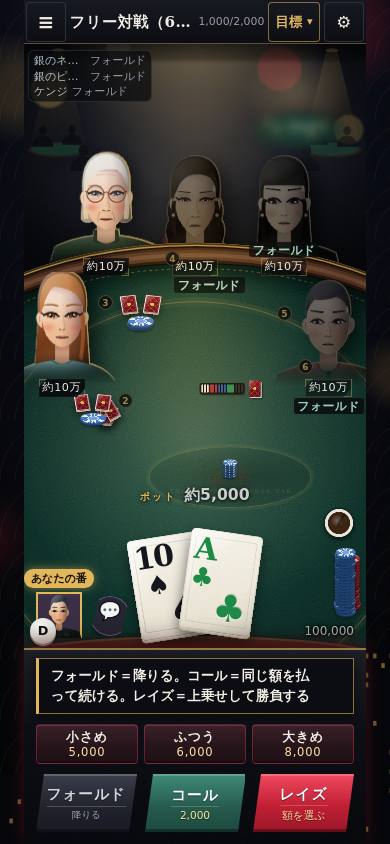 ≡ フリー対戦（6… 1,000/2,000 目標 ▾ ⚙
銀のネ… フォールド
銀のピ… フォールド
ケンジ フォールド
フォールド
約10万
4
約10万
約10万
フォールド
3
5
6
約10万
約10万
2
フォールド
ポット 約5,000
10
A
あなたの番
D
100,000
フォールド＝降りる。コール＝同じ額を払
って続ける。レイズ＝上乗せして勝負する
小さめ
5,000
ふつう
6,000
大きめ
8,000
フォールド
降りる
コール
2,000
レイズ
額を選ぶ